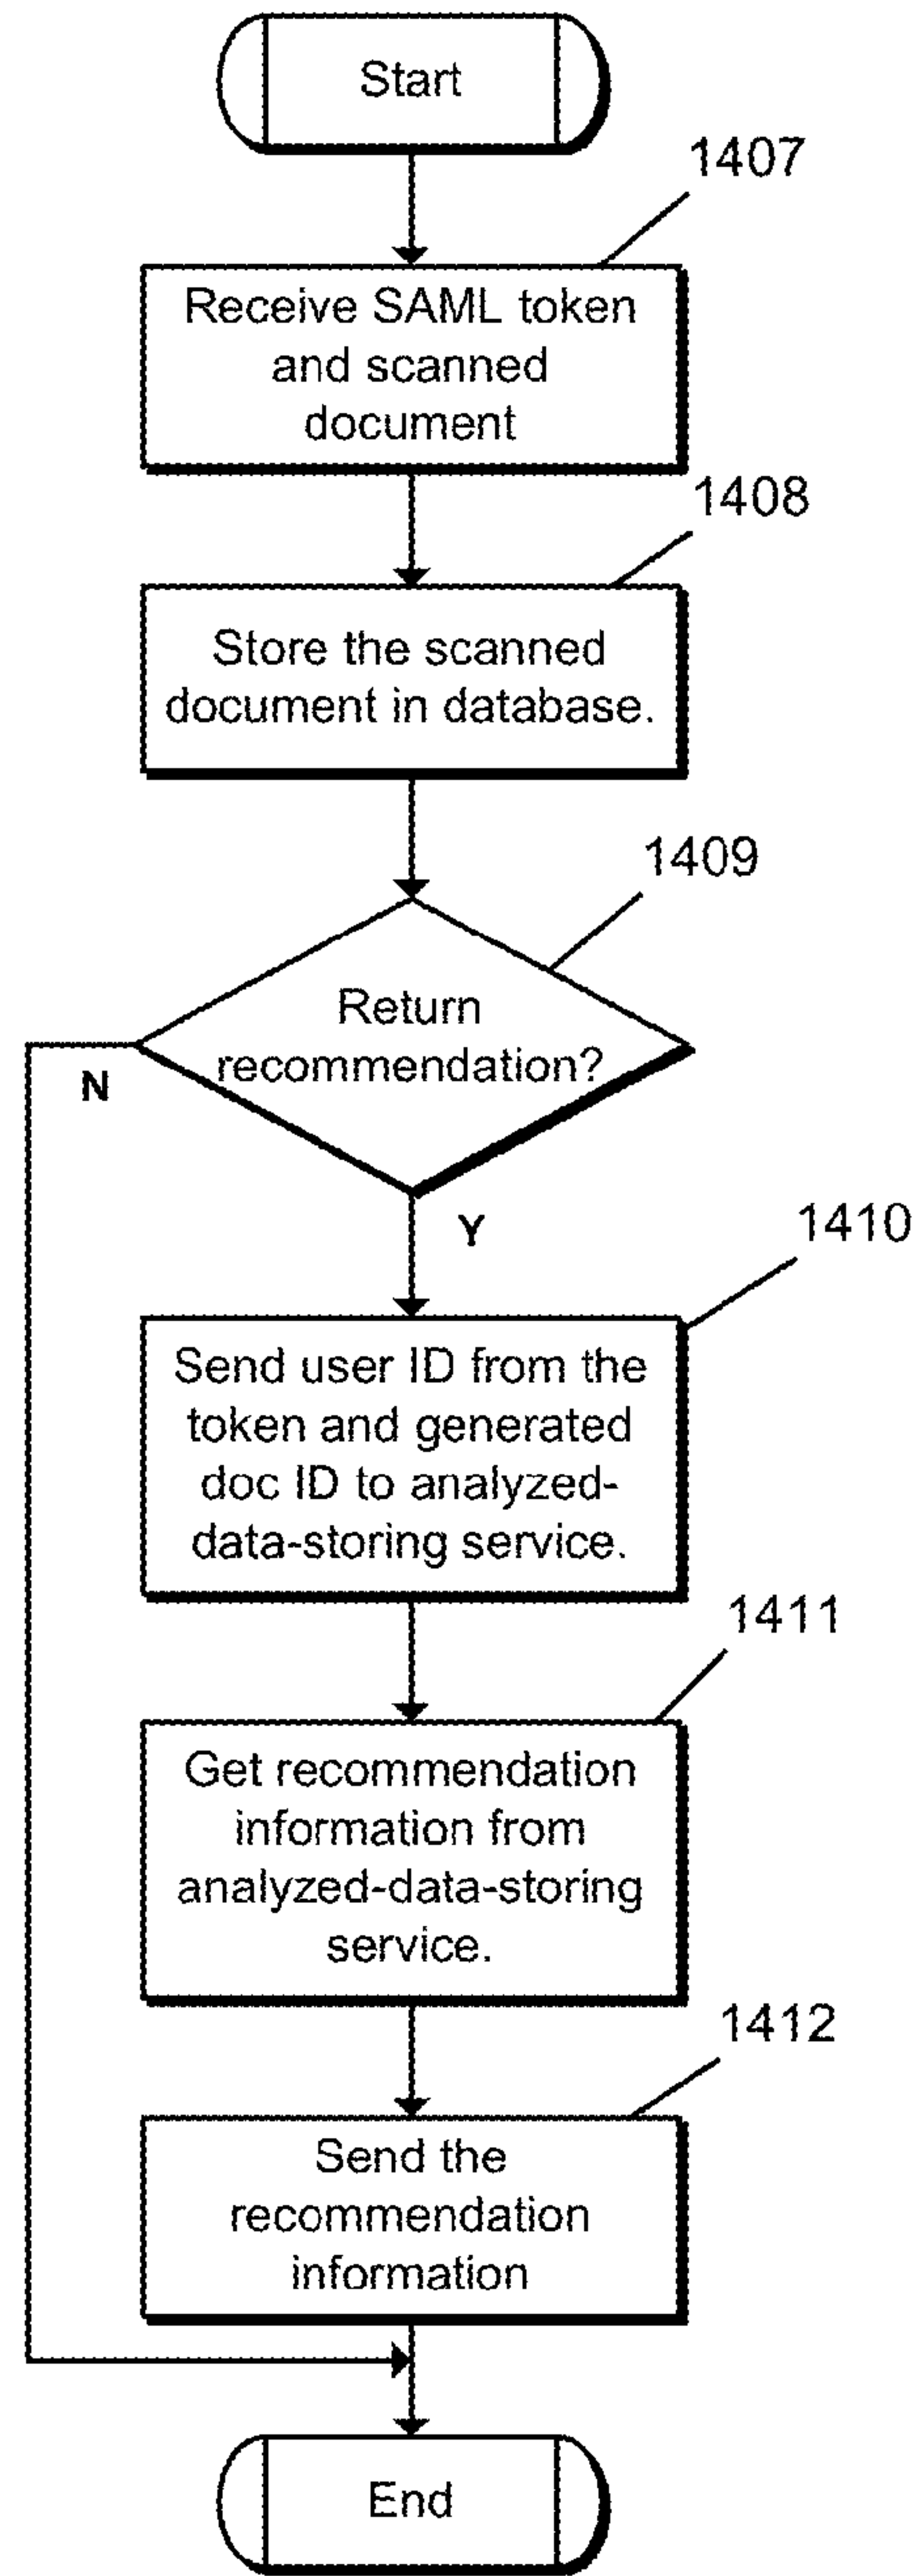 Start
1407
Receive SAML token
and scanned
document
1408
Store the scanned
document in database.
1409
Return
recommendation?
N
Y
1410
Send user ID from the
token and generated
doc ID to analyzed-
data-storing service.
1411
Get recommendation
information from
analyzed-data-storing
service.
1412
Send the
recommendation
information
End